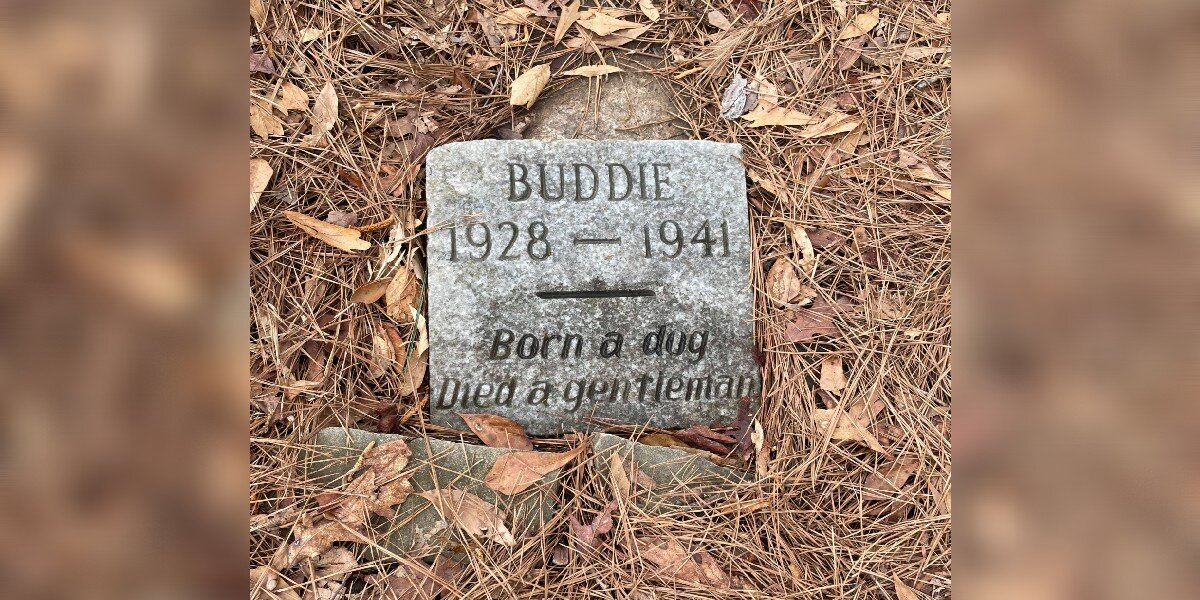 BUDDIE
1928 — 1941
Born a dog
Died a gentleman